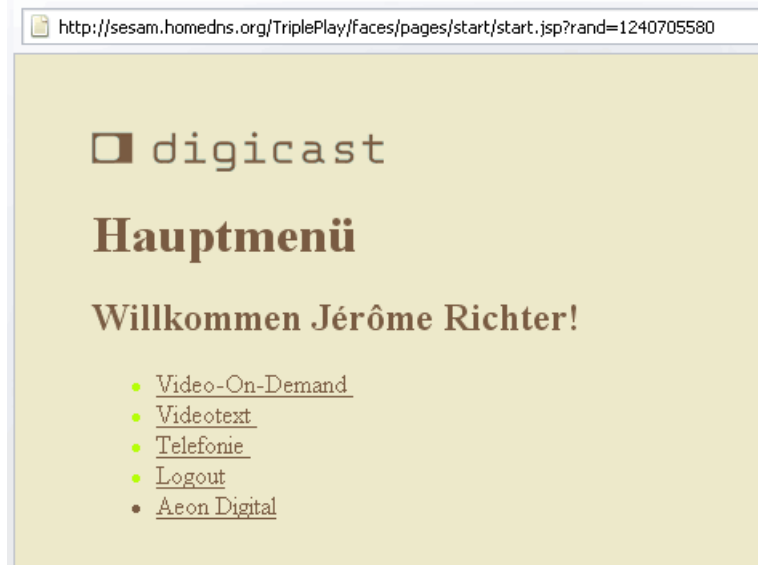 http://sesam.homedns.org/TriplePlay/faces/pages/start/start.jsp?rand=1240705580
digicast
Hauptmenü
Willkommen Jérôme Richter!
Video-On-Demand
Videotext
Telefonie
Logout
Aeon Digital